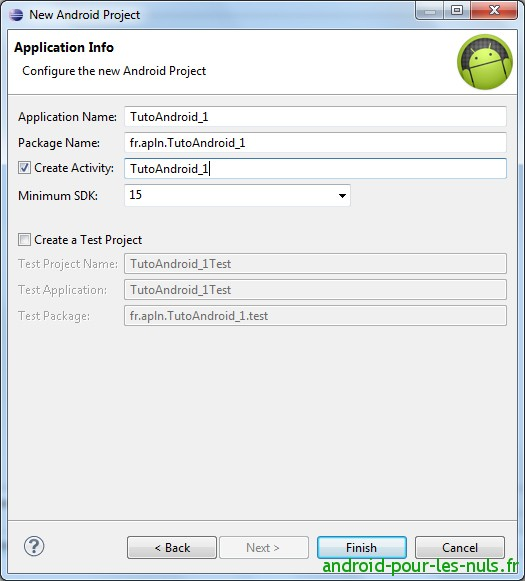 New Android Project
Application Info
Configure the new Android Project
Application Name: TutoAndroid_1
Package Name: fr.apln.TutoAndroid_1
Create Activity: TutoAndroid_1
Minimum SDK: 15
Create a Test Project
Test Project Name: TutoAndroid_1Test
Test Application: TutoAndroid_1Test
Test Package: fr.apln.TutoAndroid_1.test
? < Back Next > Finish Cancel
android-pour-les-nuls.fr